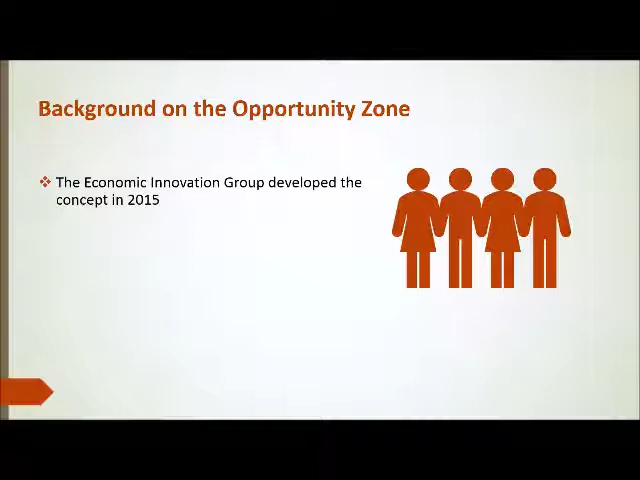 Background on the Opportunity Zone
The Economic Innovation Group developed the
concept in 2015